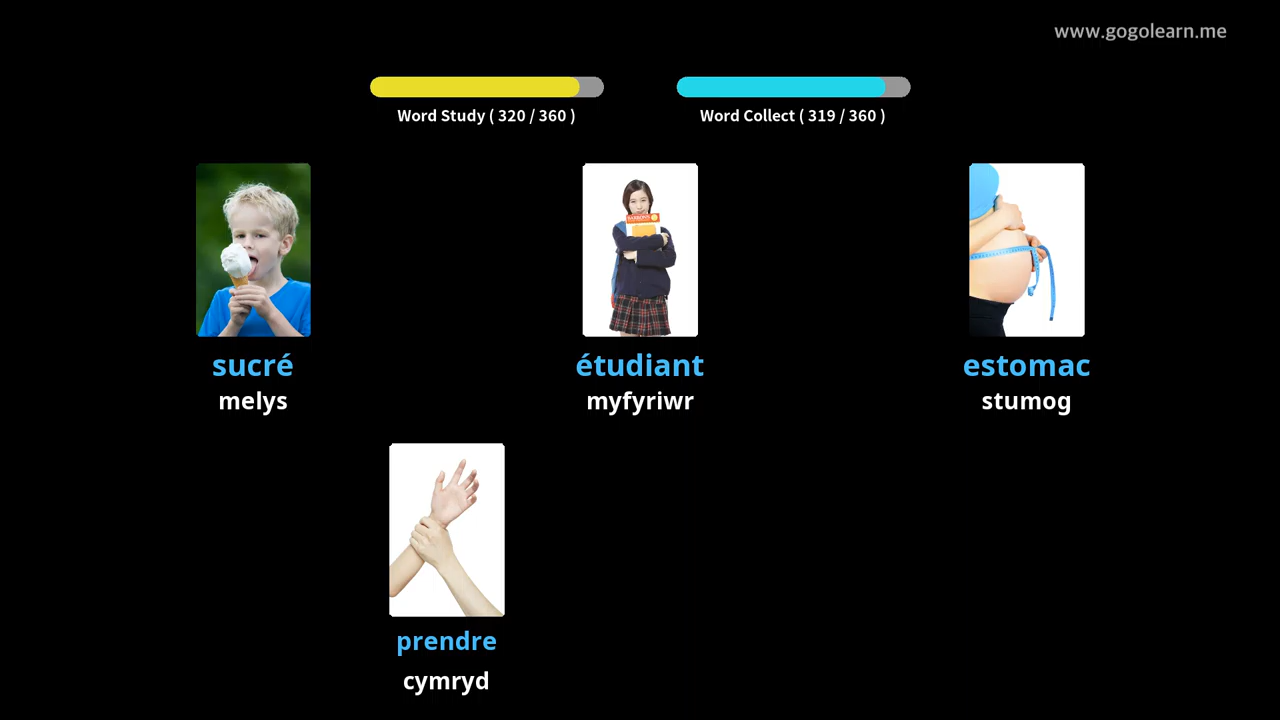 www.gogolearn.me
Word Study ( 320 / 360 )
Word Collect ( 319 / 360 )
sucré
étudiant
estomac
melys
myfyriwr
stumog
prendre
cymryd